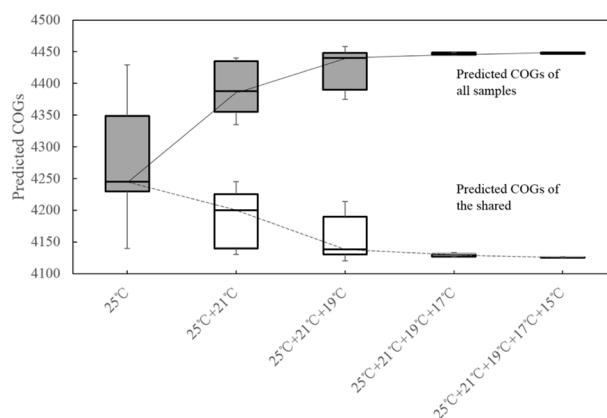 Predicted COGs
4500
4450
4400
4350
4300
4250
4200
4150
4100
Predicted COGs of
all samples
Predicted COGs of
the shared
25℃
25℃+21℃
25℃+21℃+19℃
25℃+21℃+19℃+17℃
25℃+21℃+19℃+17℃+15℃